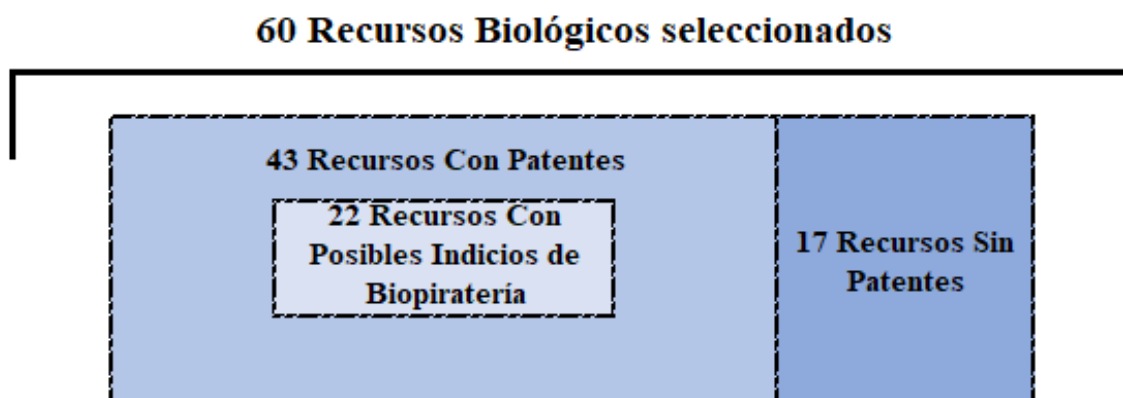 60 Recursos Biológicos seleccionados
43 Recursos Con Patentes
22 Recursos Con
Posibles Indicios de
Biopiratería
17 Recursos Sin
Patentes